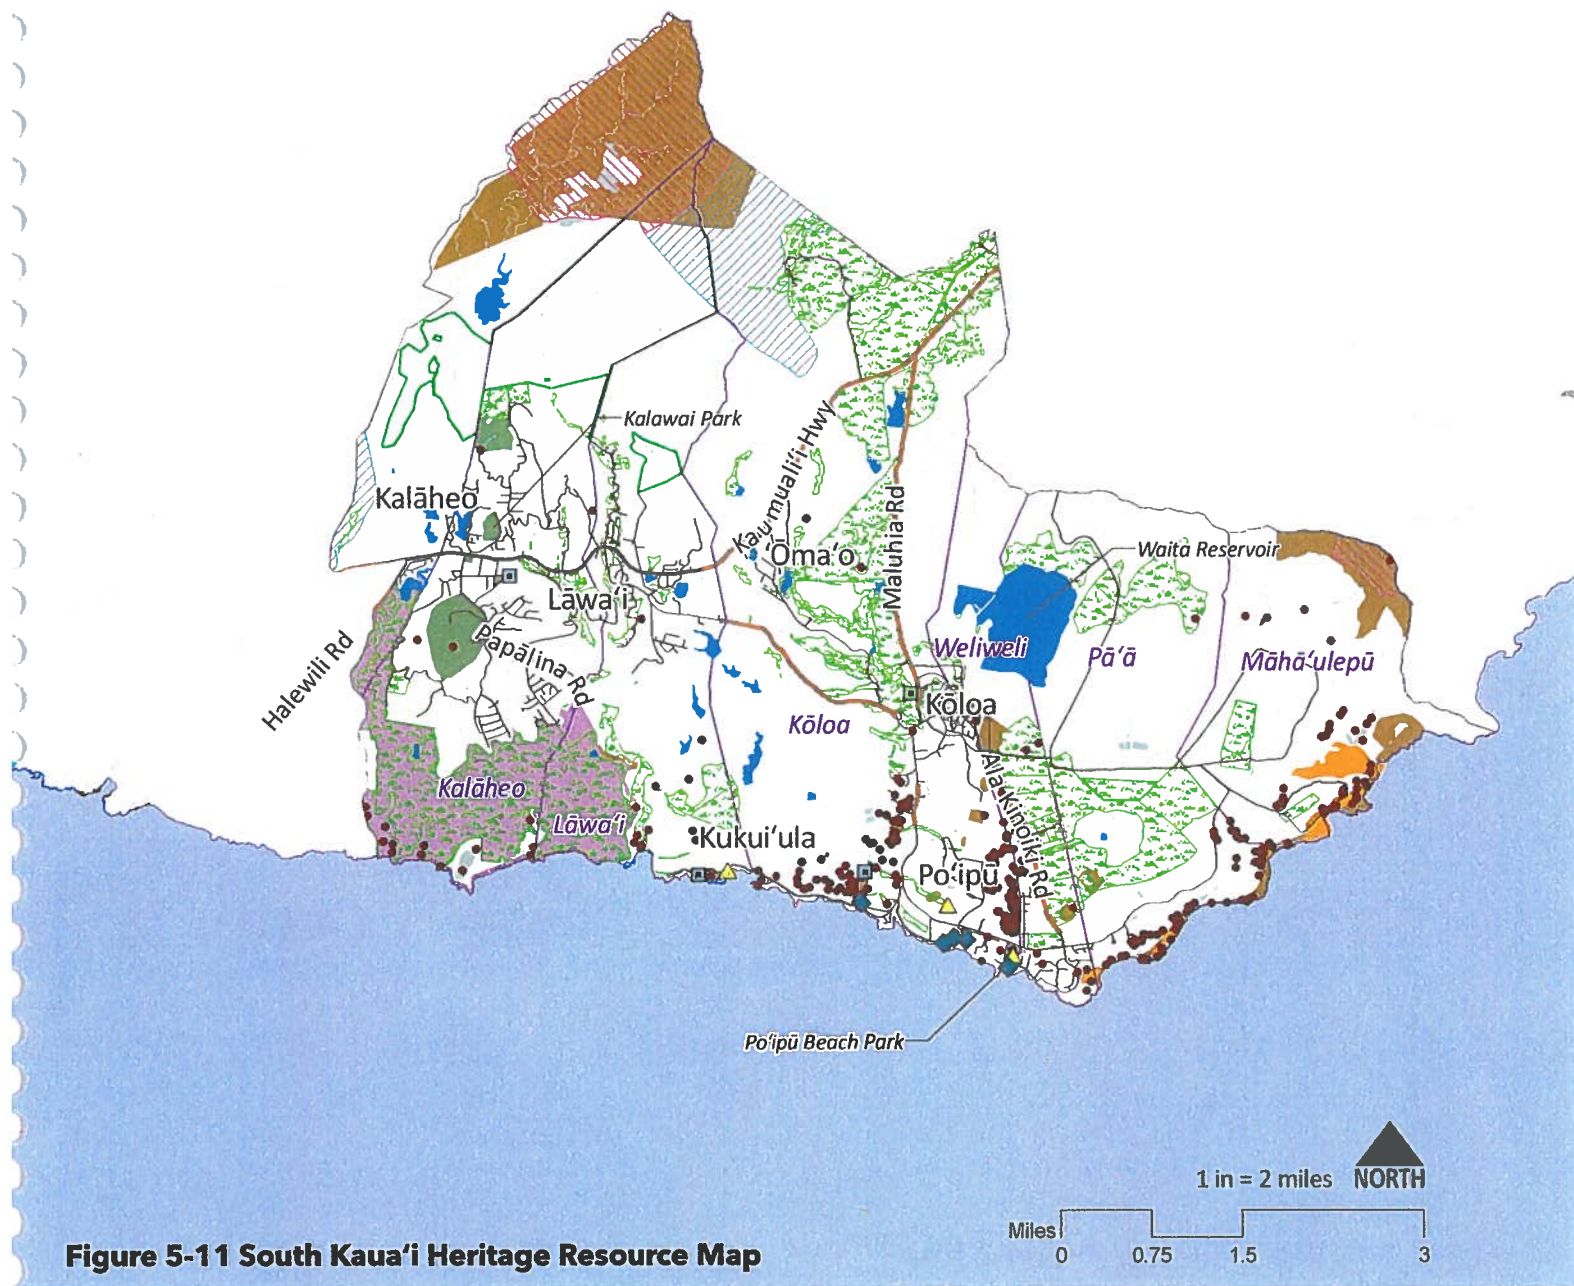 Kalawai Park
Kaumuali‘i Hwy
Kalāheo
Maluhia Rd
‘Ōma‘o
Waita Reservoir
Lāwa‘i
Halewili Rd
Papālina Rd
Weliweli
Pā‘ā
Māhā‘ulepū
Kōloa
Kōloa
Kalāheo
Lāwa‘i
Ala Kinoiki Rd
Kukui‘ula
Po‘ipū
Po‘ipū Beach Park
1 in = 2 miles NORTH
Miles
0 0.75 1.5 3
Figure 5-11 South Kaua‘i Heritage Resource Map